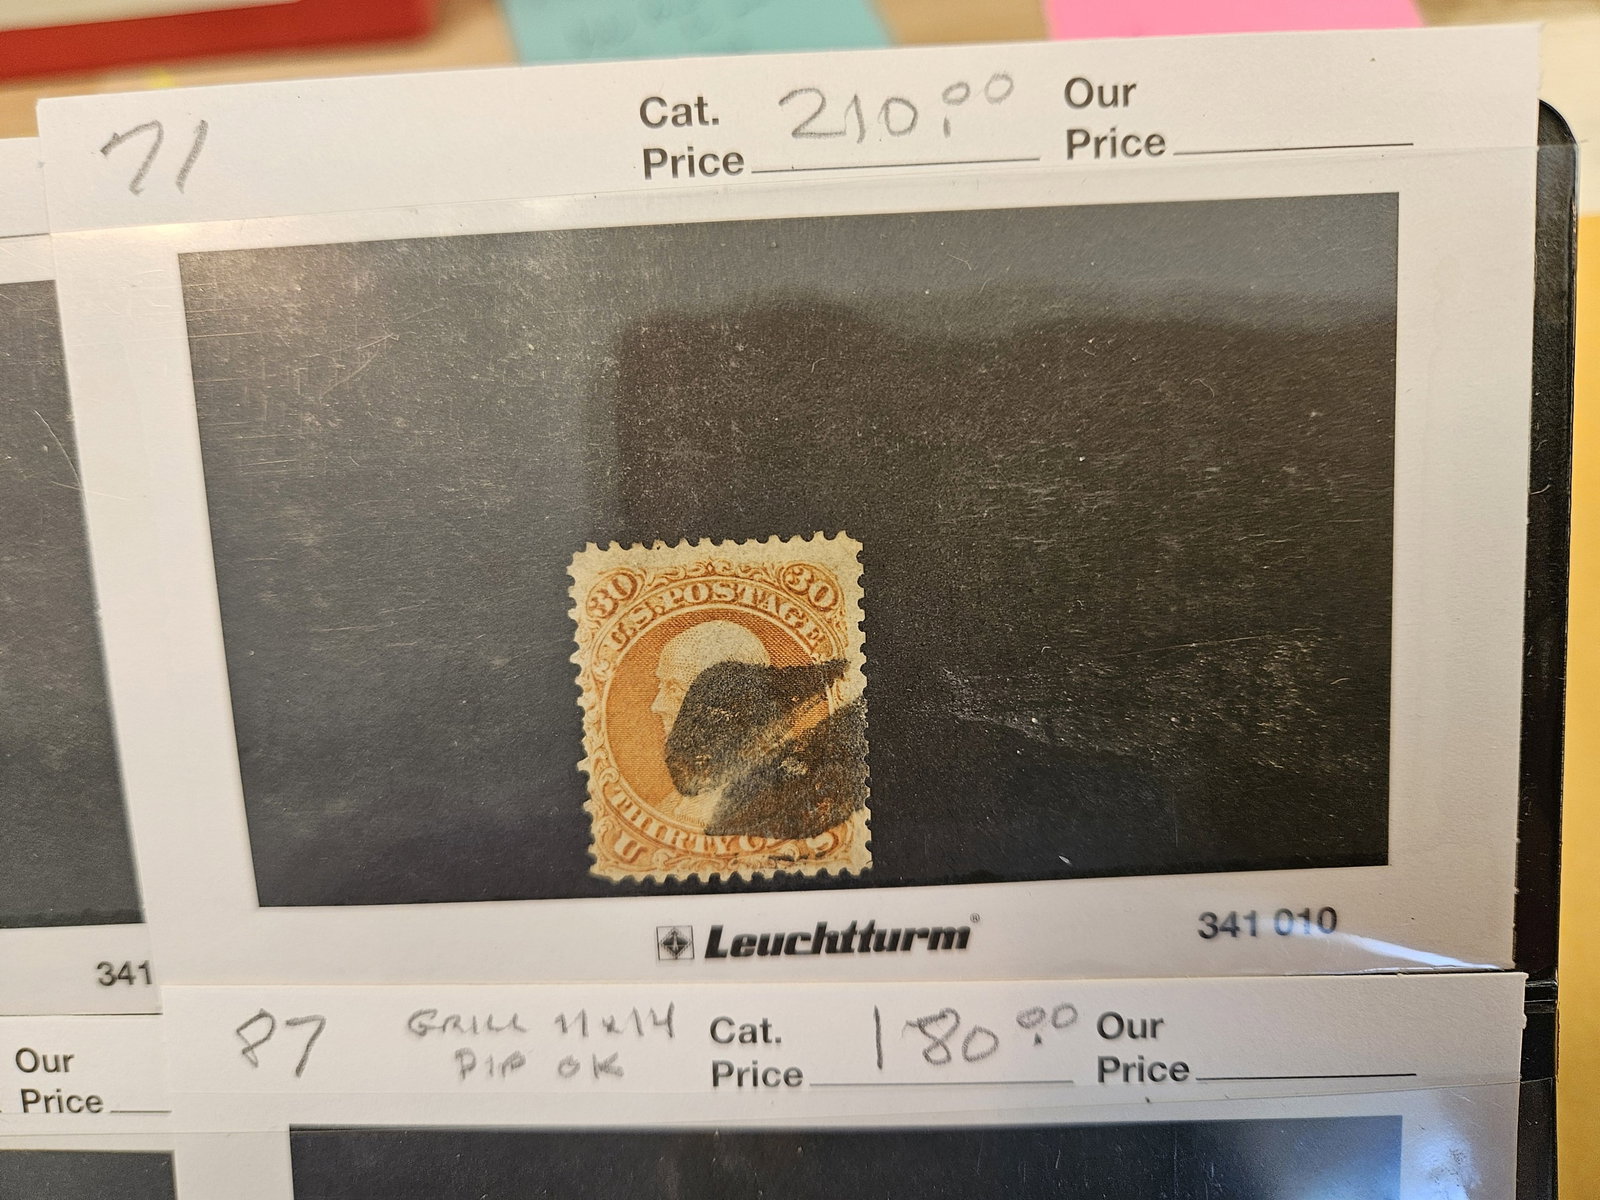 71
Cat. Price 210.00
Our Price
30 30
U.S. POSTAGE
THIRTY C
U S
Leuchtturm®
341 010
341
87 GRILL 11x14
DIP OK
Cat. Price 180.00
Our Price
Our Price